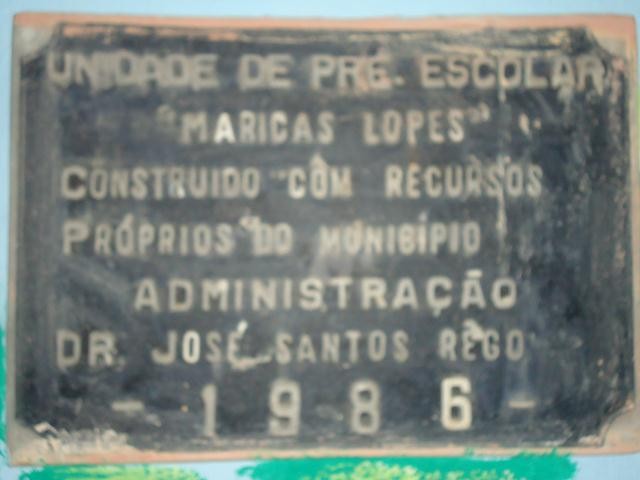 UNIDADE DE PRÉ. ESCOLAR
"MARICAS LOPES"
CONSTRUIDO COM RECURSOS
PRÓPRIOS DO MUNICÍPIO
ADMINISTRAÇÃO
DR. JOSÉ SANTOS REGO
- 1986 -